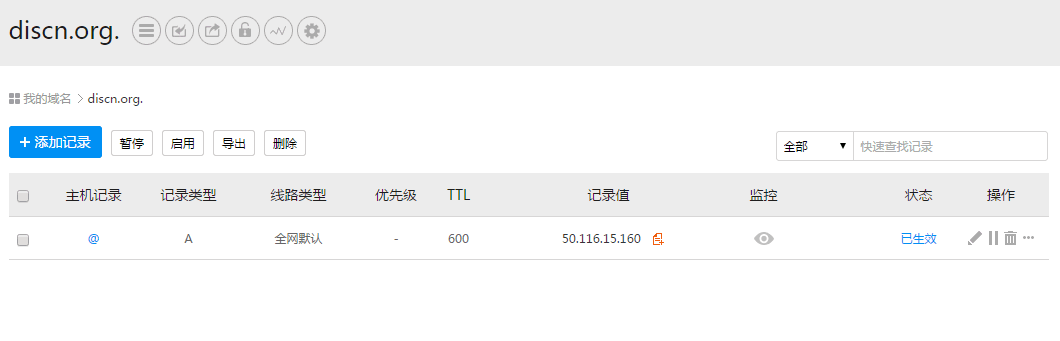 discn.org.
我的域名 > discn.org.
+ 添加记录 暂停 启用 导出 删除 全部 快速查找记录
主机记录 记录类型 线路类型 优先级 TTL 记录值 监控 状态 操作
@ A 全网默认 - 600 50.116.15.160 已生效